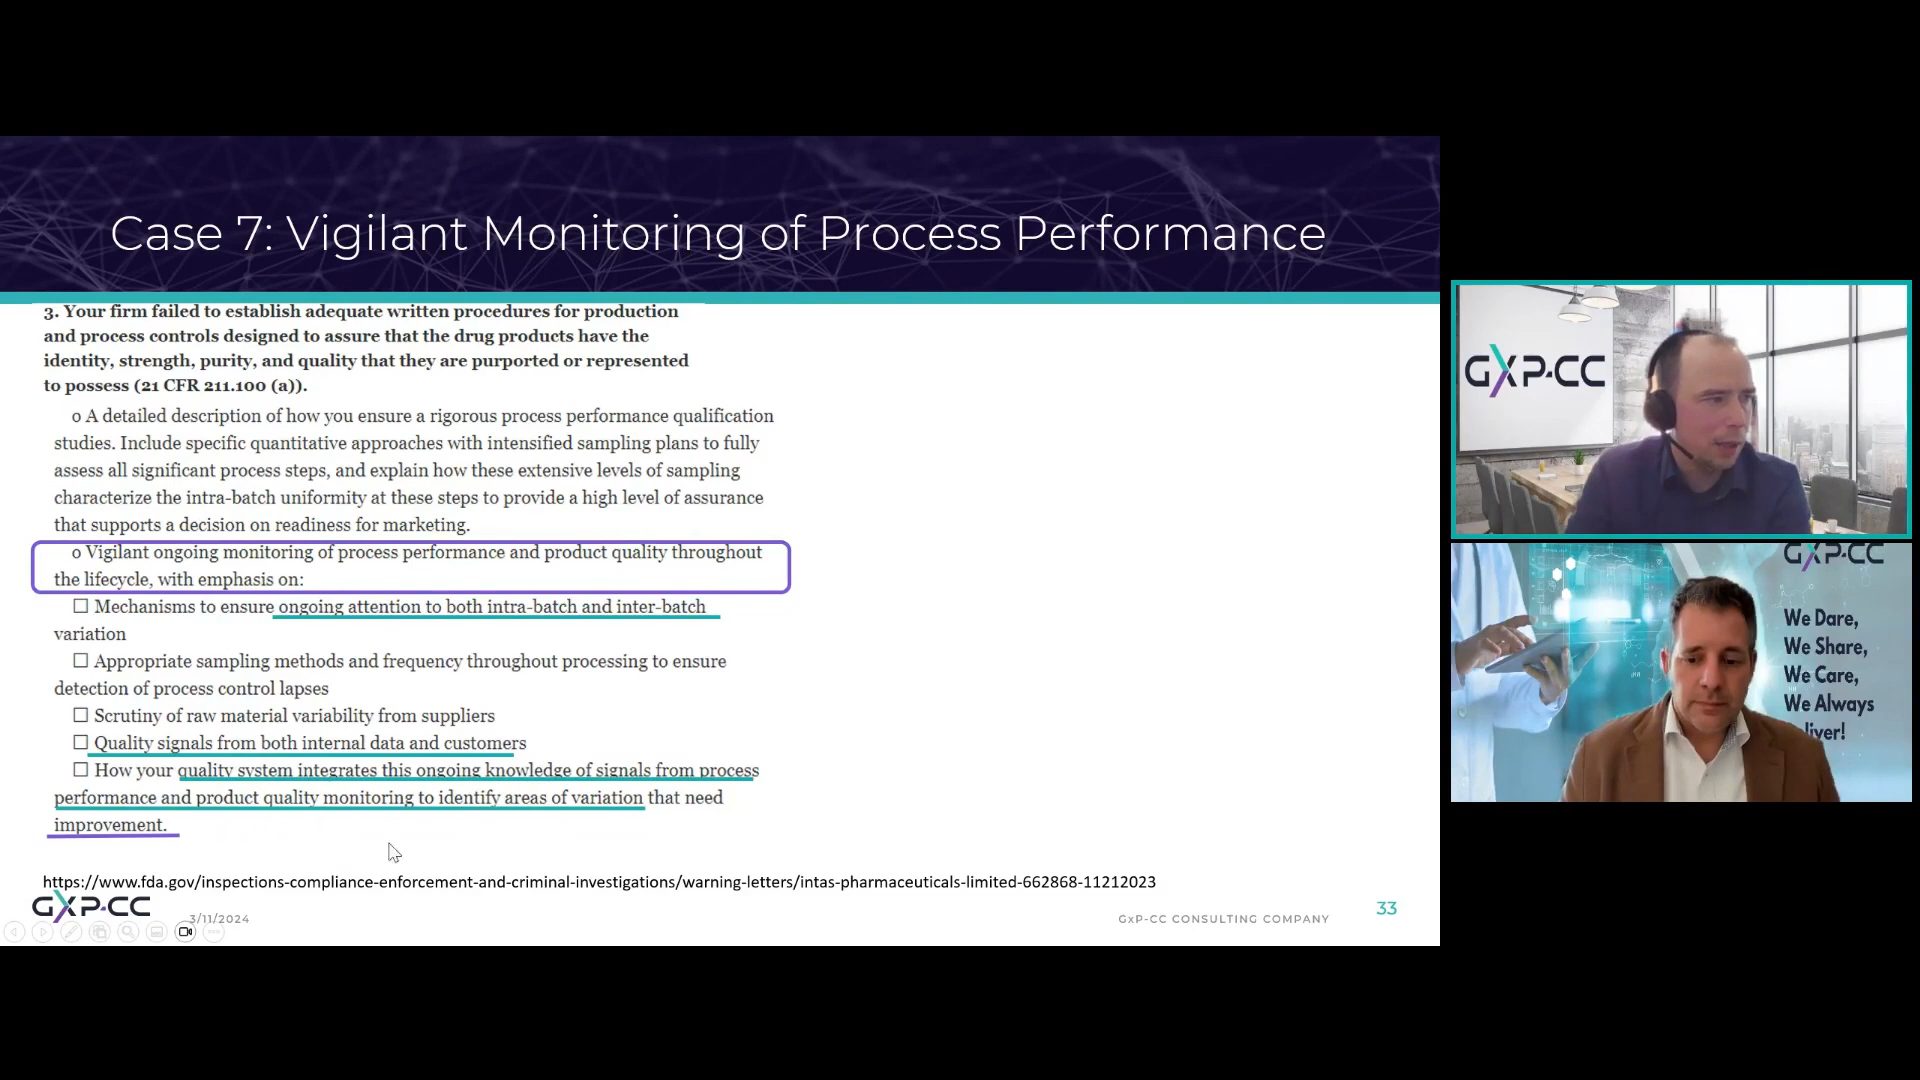 Case 7: Vigilant Monitoring of Process Performance
3. Your firm failed to establish adequate written procedures for production
and process controls designed to assure that the drug products have the
identity, strength, purity, and quality that they are purported or represented
to possess (21 CFR 211.100 (a)).
o A detailed description of how you ensure a rigorous process performance qualification
studies. Include specific quantitative approaches with intensified sampling plans to fully
assess all significant process steps, and explain how these extensive levels of sampling
characterize the intra-batch uniformity at these steps to provide a high level of assurance
that supports a decision on readiness for marketing.
o Vigilant ongoing monitoring of process performance and product quality throughout
the lifecycle, with emphasis on:
☐ Mechanisms to ensure ongoing attention to both intra-batch and inter-batch
variation
☐ Appropriate sampling methods and frequency throughout processing to ensure
detection of process control lapses
☐ Scrutiny of raw material variability from suppliers
☐ Quality signals from both internal data and customers
☐ How your quality system integrates this ongoing knowledge of signals from process
performance and product quality monitoring to identify areas of variation that need
improvement.
https://www.fda.gov/inspections-compliance-enforcement-and-criminal-investigations/warning-letters/intas-pharmaceuticals-limited-662868-11212023
GXP-CC
3/11/2024
GxP-CC CONSULTING COMPANY
33
GXP-CC
GXP-CC
We Dare,
We Share,
We Care,
We Always
liver!